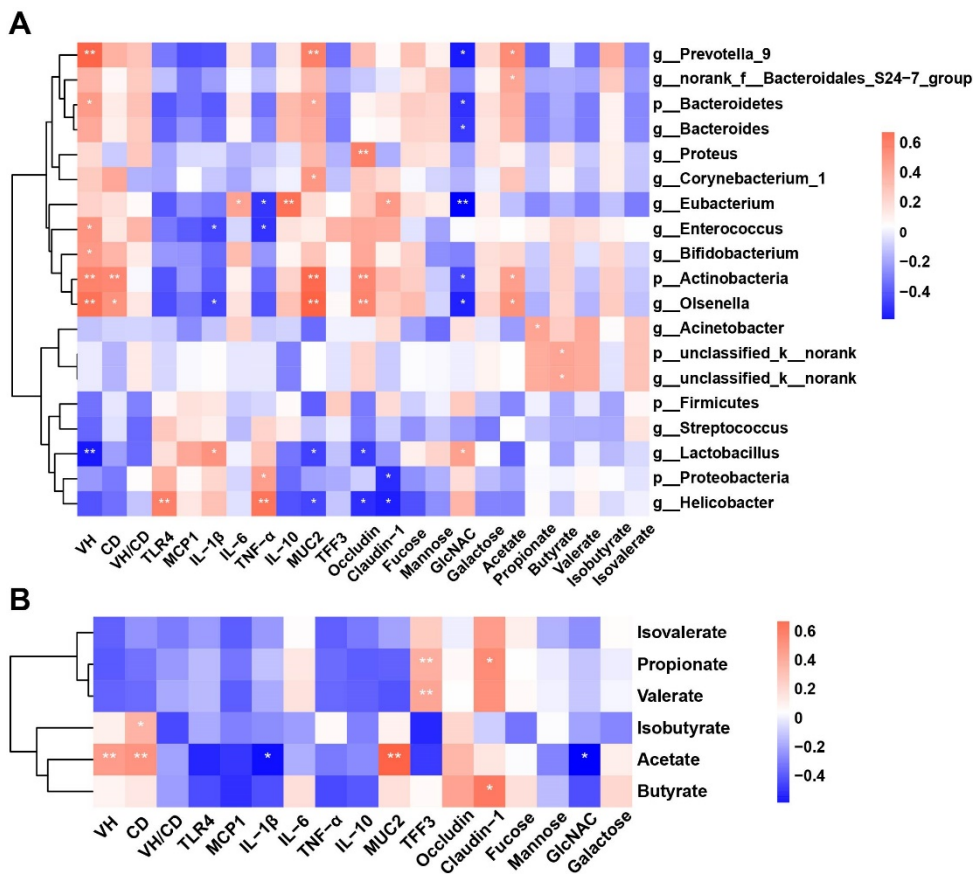 A
** ** * *
g__Prevotella_9
*
g__norank_f__Bacteroidales_S24-7_group
* * *
p__Bacteroidetes
*
g__Bacteroides
**
g__Proteus
*
g__Corynebacterium_1
* * ** * **
g__Eubacterium
* * *
g__Enterococcus
*
g__Bifidobacterium
** ** ** ** * *
p__Actinobacteria
** * * ** ** * *
g__Olsenella
*
g__Acinetobacter
*
p__unclassified_k__norank
*
g__unclassified_k__norank
p__Firmicutes
g__Streptococcus
** * * * *
g__Lactobacillus
* *
p__Proteobacteria
** ** * * *
g__Helicobacter
0.6
0.4
0.2
0
−0.2
−0.4
VH
CD
VH/CD
TLR4
MCP1
IL−1β
IL−6
TNF−α
IL−10
MUC2
TFF3
Occludin
Claudin−1
Fucose
Mannose
GlcNAC
Galactose
Acetate
Propionate
Butyrate
Valerate
Isobutyrate
Isovalerate
B
Isovalerate
** *
Propionate
**
Valerate
*
Isobutyrate
** ** * ** *
Acetate
*
Butyrate
0.6
0.4
0.2
0
−0.2
−0.4
VH
CD
VH/CD
TLR4
MCP1
IL−1β
IL−6
TNF−α
IL−10
MUC2
TFF3
Occludin
Claudin−1
Fucose
Mannose
GlcNAC
Galactose